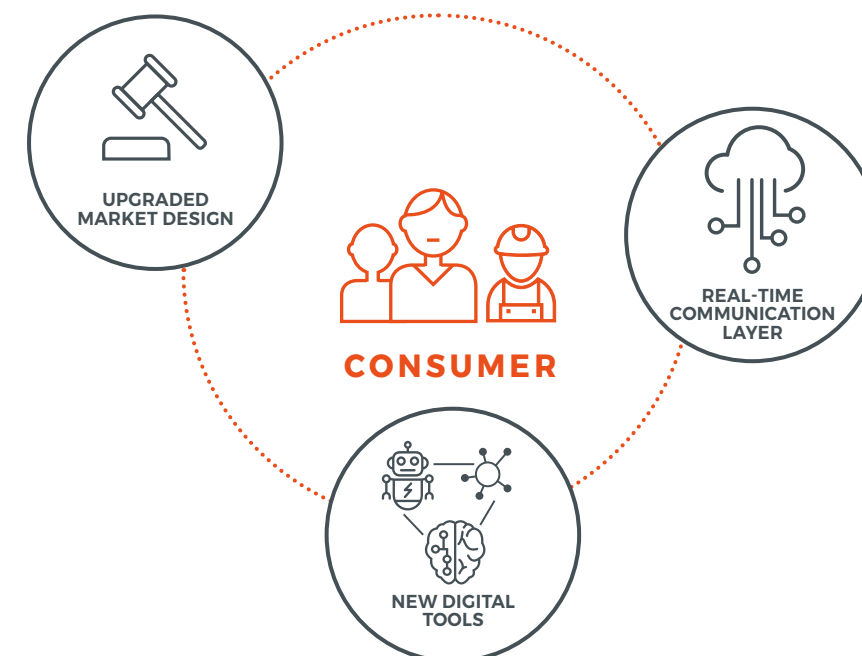 UPGRADED
MARKET DESIGN
REAL-TIME
COMMUNICATION
LAYER
CONSUMER
NEW DIGITAL
TOOLS